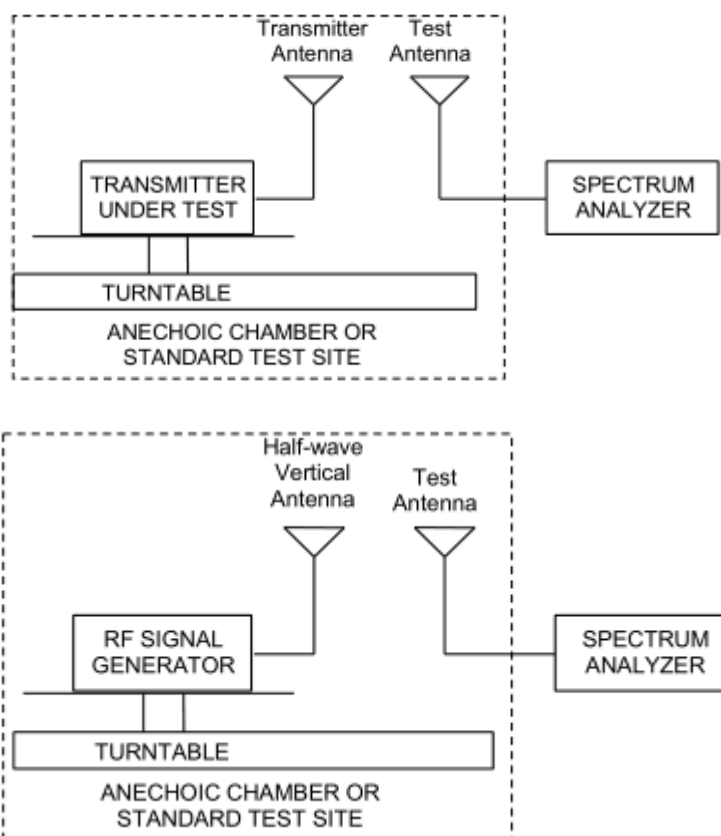 Transmitter
Antenna
Test
Antenna
TRANSMITTER
UNDER TEST
SPECTRUM
ANALYZER
TURNTABLE
ANECHOIC CHAMBER OR
STANDARD TEST SITE
Half-wave
Vertical
Antenna
Test
Antenna
RF SIGNAL
GENERATOR
SPECTRUM
ANALYZER
TURNTABLE
ANECHOIC CHAMBER OR
STANDARD TEST SITE